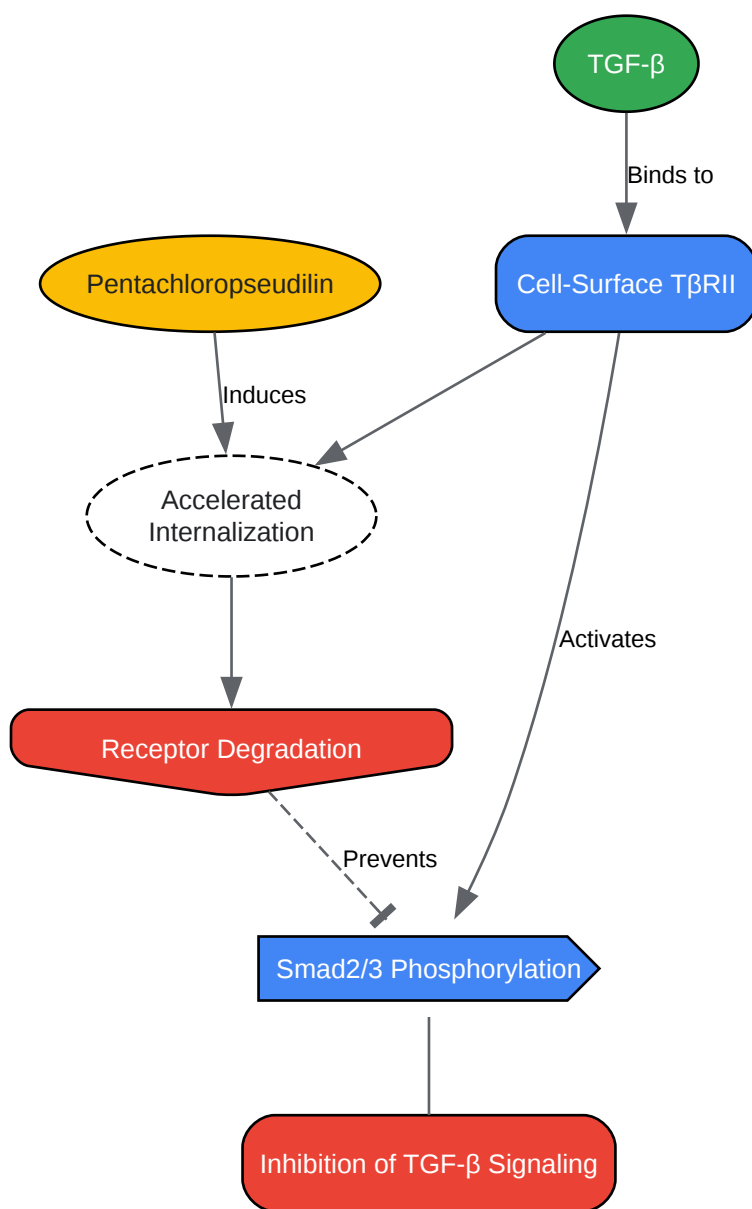 TGF-β
Binds to
Pentachloropseudilin
Cell-Surface TβRII
Induces
Accelerated
Internalization
Activates
Receptor Degradation
Prevents
Smad2/3 Phosphorylation
Inhibition of TGF-β Signaling